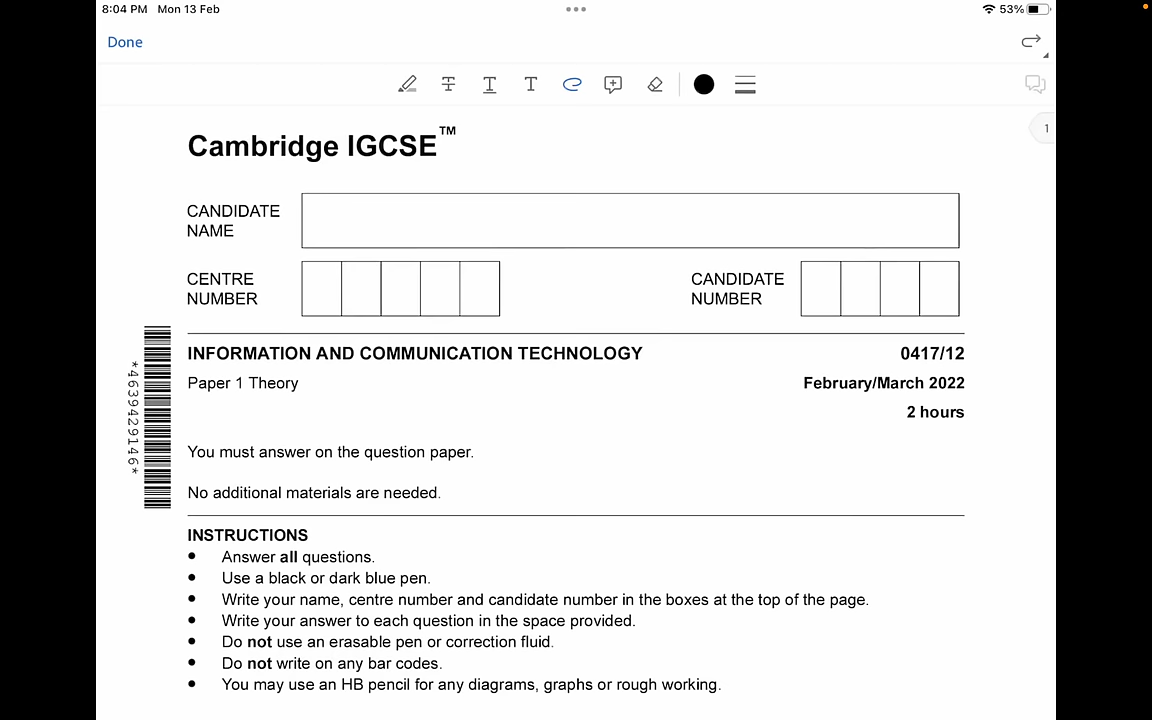 8:04 PM Mon 13 Feb
53%
Done
T T T
1
Cambridge IGCSE™
CANDIDATE
NAME
CENTRE
NUMBER
CANDIDATE
NUMBER
*4639429146*
INFORMATION AND COMMUNICATION TECHNOLOGY 0417/12
Paper 1 Theory February/March 2022
2 hours
You must answer on the question paper.
No additional materials are needed.
INSTRUCTIONS
● Answer all questions.
● Use a black or dark blue pen.
● Write your name, centre number and candidate number in the boxes at the top of the page.
● Write your answer to each question in the space provided.
● Do not use an erasable pen or correction fluid.
● Do not write on any bar codes.
● You may use an HB pencil for any diagrams, graphs or rough working.